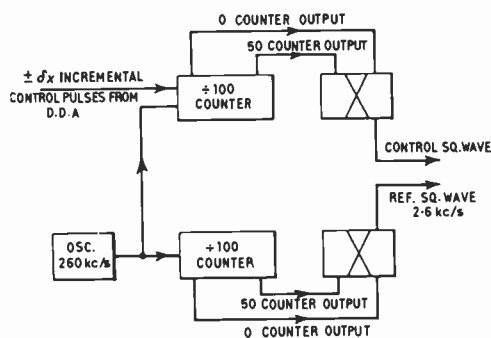 0 COUNTER OUTPUT
50 COUNTER OUTPUT
± δx INCREMENTAL
CONTROL PULSES FROM
D.D.A
÷100
COUNTER
CONTROL SQ.WAVE
REF. SQ. WAVE
2·6 kc/s
OSC.
260 kc/s
÷100
COUNTER
50 COUNTER OUTPUT
0 COUNTER OUTPUT